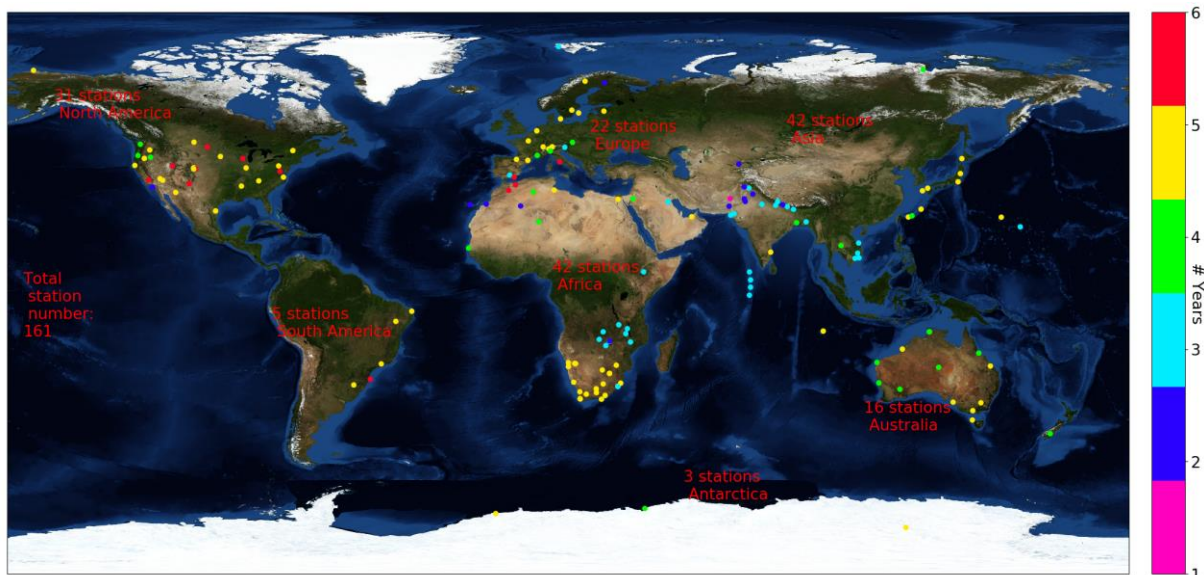 31 stations
North America
22 stations
Europe
42 stations
Asia
42 stations
Africa
Total
station
number:
161
5 stations
South America
16 stations
Australia
3 stations
Antarctica
6
5
4
3
2
1
# Years